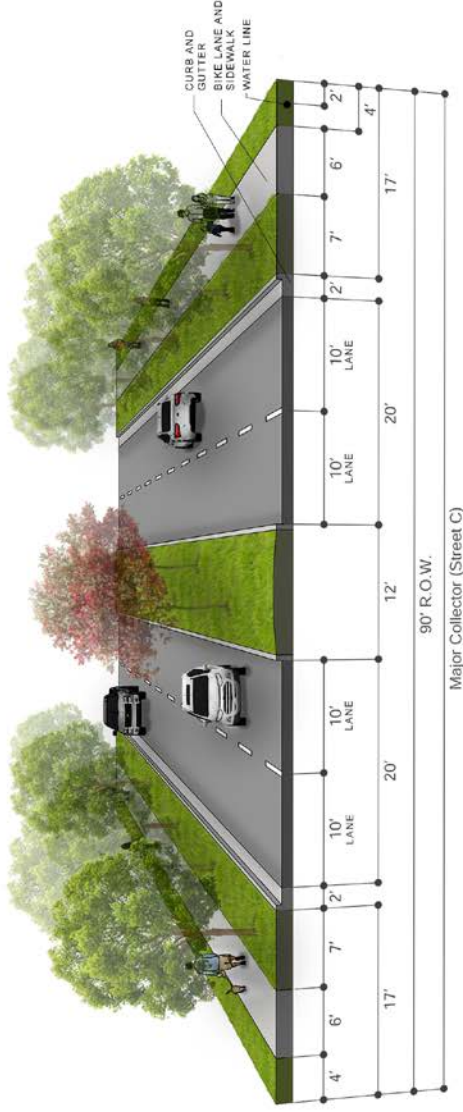 CURB AND
GUTTER
BIKE LANE AND
SIDEWALK
WATER LINE
4'
6'
7'
2'
10'
LANE
10'
LANE
12'
10'
LANE
10'
LANE
2'
7'
6'
2'
4'
17'
20'
20'
17'
90' R.O.W.
Major Collector (Street C)